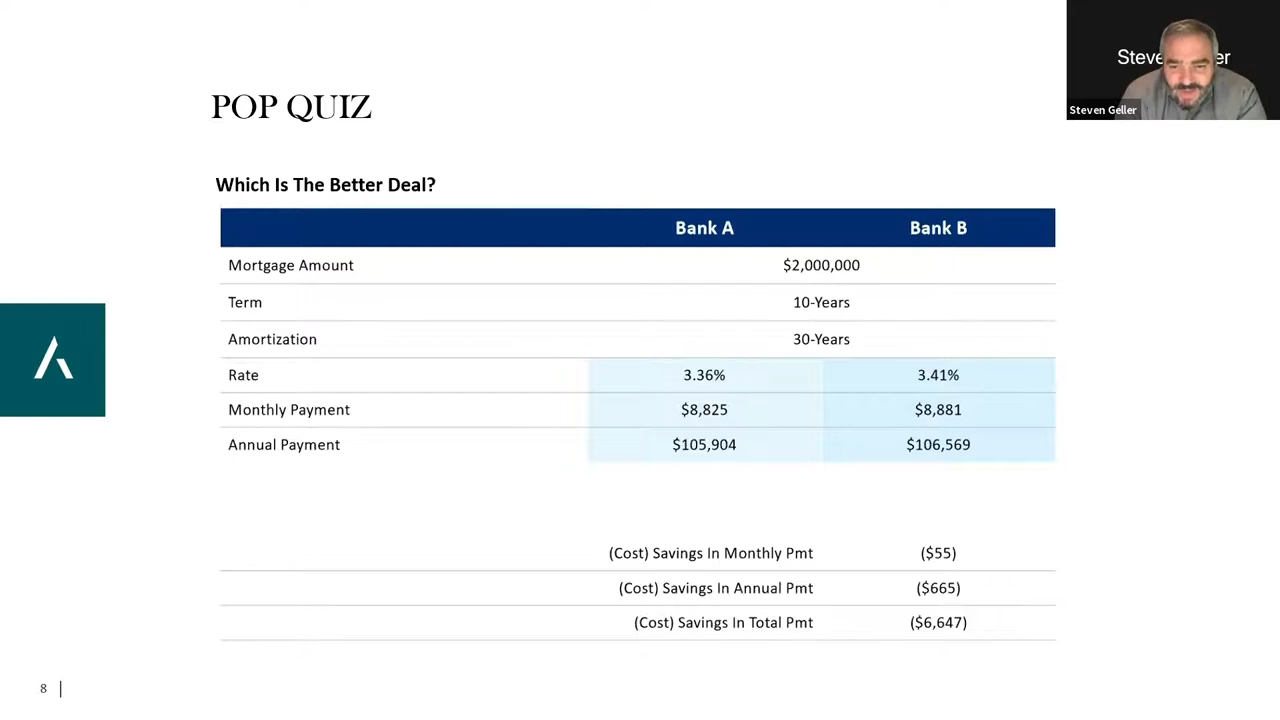 Steve er
Steven Geller
POP QUIZ
Which Is The Better Deal?
Bank A Bank B
Mortgage Amount $2,000,000
Term 10-Years
Amortization 30-Years
Rate 3.36% 3.41%
Monthly Payment $8,825 $8,881
Annual Payment $105,904 $106,569
(Cost) Savings In Monthly Pmt ($55)
(Cost) Savings In Annual Pmt ($665)
(Cost) Savings In Total Pmt ($6,647)
8